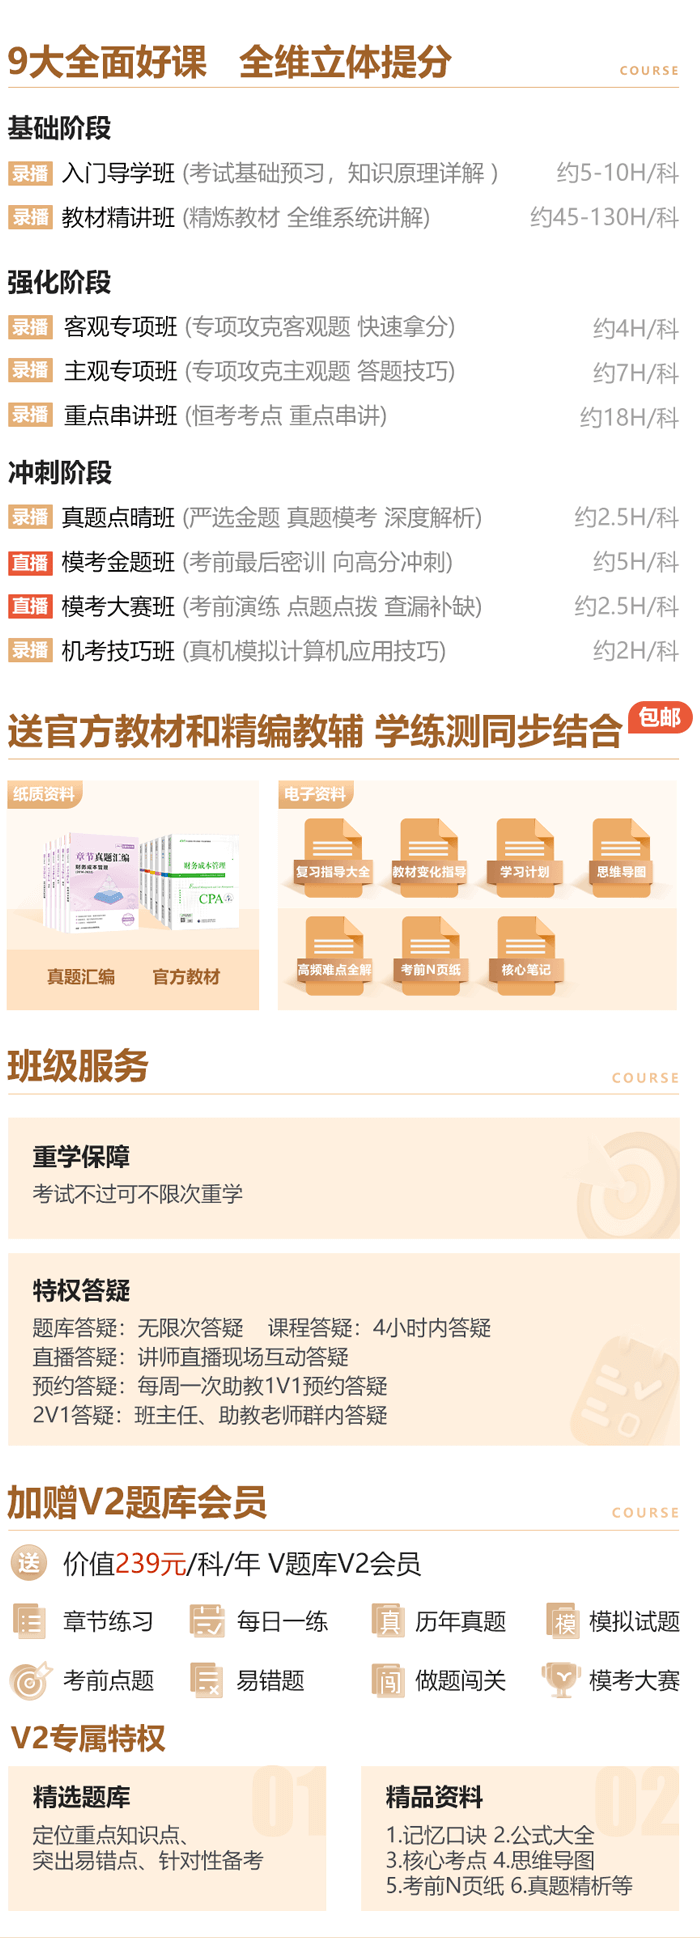 9大全面好课 全维立体提分
COURSE
基础阶段
录播 入门导学班 (考试基础预习，知识原理详解 ) 约5-10H/科
录播 教材精讲班 (精炼教材 全维系统讲解) 约45-130H/科
强化阶段
录播 客观专项班 (专项攻克客观题 快速拿分) 约4H/科
录播 主观专项班 (专项攻克主观题 答题技巧) 约7H/科
录播 重点串讲班 (恒考考点 重点串讲) 约18H/科
冲刺阶段
录播 真题点晴班 (严选金题 真题模考 深度解析) 约2.5H/科
直播 模考金题班 (考前最后密训 向高分冲刺) 约5H/科
直播 模考大赛班 (考前演练 点题点拨 查漏补缺) 约2.5H/科
录播 机考技巧班 (真机模拟计算机应用技巧) 约2H/科
送官方教材和精编教辅 学练测同步结合 包邮
纸质资料
章节真题汇编
财务成本管理
财务成本管理
CPA
真题汇编 官方教材
电子资料
复习指导大全 教材变化指导 学习计划 思维导图
高频难点全解 考前N页纸 核心笔记
班级服务
COURSE
重学保障
考试不过可不限次重学
特权答疑
题库答疑：无限次答疑 课程答疑：4小时内答疑
直播答疑：讲师直播现场互动答疑
预约答疑：每周一次助教1V1预约答疑
2V1答疑：班主任、助教老师群内答疑
加赠V2题库会员
COURSE
送 价值239元/科/年 V题库V2会员
章节练习 每日一练 真 历年真题 模 模拟试题
考前点题 易错题 闯 做题闯关 模考大赛
V2专属特权
01
精选题库
定位重点知识点、
突出易错点、针对性备考
02
精品资料
1.记忆口诀 2.公式大全
3.核心考点 4.思维导图
5.考前N页纸 6.真题精析等